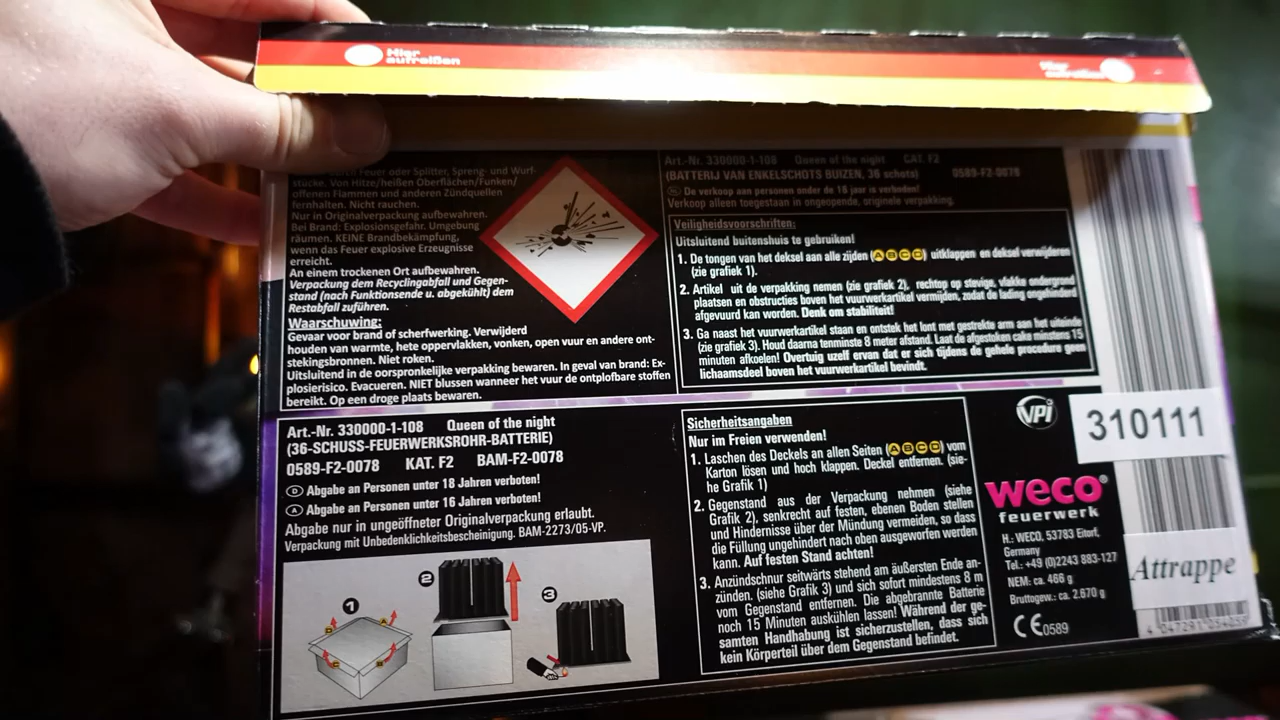 Hier
aufreißen
Hier
aufreißen
durch Feuer oder Splitter, Spreng- und Wurf-
stücke. Von Hitze/heißen Oberflächen/Funken/
offenen Flammen und anderen Zündquellen
fernhalten. Nicht rauchen.
Nur in Originalverpackung aufbewahren.
Bei Brand: Explosionsgefahr. Umgebung
räumen. KEINE Brandbekämpfung,
wenn das Feuer explosive Erzeugnisse
erreicht.
An einem trockenen Ort aufbewahren.
Verpackung dem Recyclingabfall und Gegen-
stand (nach Funktionsende u. abgekühlt) dem
Restabfall zuführen.
Waarschuwing:
Gevaar voor brand of scherfwerking. Verwijderd
houden van warmte, hete oppervlakken, vonken, open vuur en andere ont-
stekingsbronnen. Niet roken.
Uitsluitend in de oorspronkelijke verpakking bewaren. In geval van brand: Ex-
plosierisico. Evacueren. NIET blussen wanneer het vuur de ontplofbare stoffen
bereikt. Op een droge plaats bewaren.
Art.-Nr. 330000-1-108 Queen of the night CAT. F2
(BATTERIJ VAN ENKELSCHOTS BUIZEN, 36 schots) 0589-F2-0078
De verkoop aan personen onder de 16 jaar is verboden!
Verkoop alleen toegestaan in ongeopende, originele verpakking.
Veiligheidsvoorschriften:
Uitsluitend buitenshuis te gebruiken!
1. De tongen van het deksel aan alle zijden (ABCD) uitklappen en deksel verwijderen
(zie grafiek 1).
2. Artikel uit de verpakking nemen (zie grafiek 2), rechtop op stevige, vlakke ondergrond
plaatsen en obstructies boven het vuurwerkartikel vermijden, zodat de lading ongehinderd
afgevuurd kan worden. Denk om stabiliteit!
3. Ga naast het vuurwerkartikel staan en ontstek het lont met gestrekte arm aan het uiteinde
(zie grafiek 3). Houd daarna tenminste 8 meter afstand. Laat de afgestoken cake minstens 15
minuten afkoelen! Overtuig uzelf ervan dat er sich tijdens de gehele procedure geen
lichaamsdeel boven het vuurwerkartikel bevindt.
Art.-Nr. 330000-1-108 Queen of the night
(36-SCHUSS-FEUERWERKSROHR-BATTERIE)
0589-F2-0078 KAT. F2 BAM-F2-0078
D Abgabe an Personen unter 18 Jahren verboten!
A Abgabe an Personen unter 16 Jahren verboten!
Abgabe nur in ungeöffneter Originalverpackung erlaubt.
Verpackung mit Unbedenklichkeitsbescheinigung. BAM-2273/05-VP.
1
2
3
Sicherheitsangaben
Nur im Freien verwenden!
1. Laschen des Deckels an allen Seiten (ABCD) vom
Karton lösen und hoch klappen. Deckel entfernen. (sie-
he Grafik 1)
2. Gegenstand aus der Verpackung nehmen (siehe
Grafik 2), senkrecht auf festen, ebenen Boden stellen
und Hindernisse über der Mündung vermeiden, so dass
die Füllung ungehindert nach oben ausgeworfen werden
kann. Auf festen Stand achten!
3. Anzündschnur seitwärts stehend am äußersten Ende an-
zünden. (siehe Grafik 3) und sich sofort mindestens 8 m
vom Gegenstand entfernen. Die abgebrannte Batterie
noch 15 Minuten auskühlen lassen! Während der ge-
samten Handhabung ist sicherzustellen, dass sich
kein Körperteil über dem Gegenstand befindet.
VPi
310111
weco®
feuerwerk
H.: WECO, 53783 Eitorf,
Germany
Tel.: +49 (0)2243 883-127
NEM: ca. 466 g
Bruttogew.: ca. 2.670 g
CE 0589
Attrappe